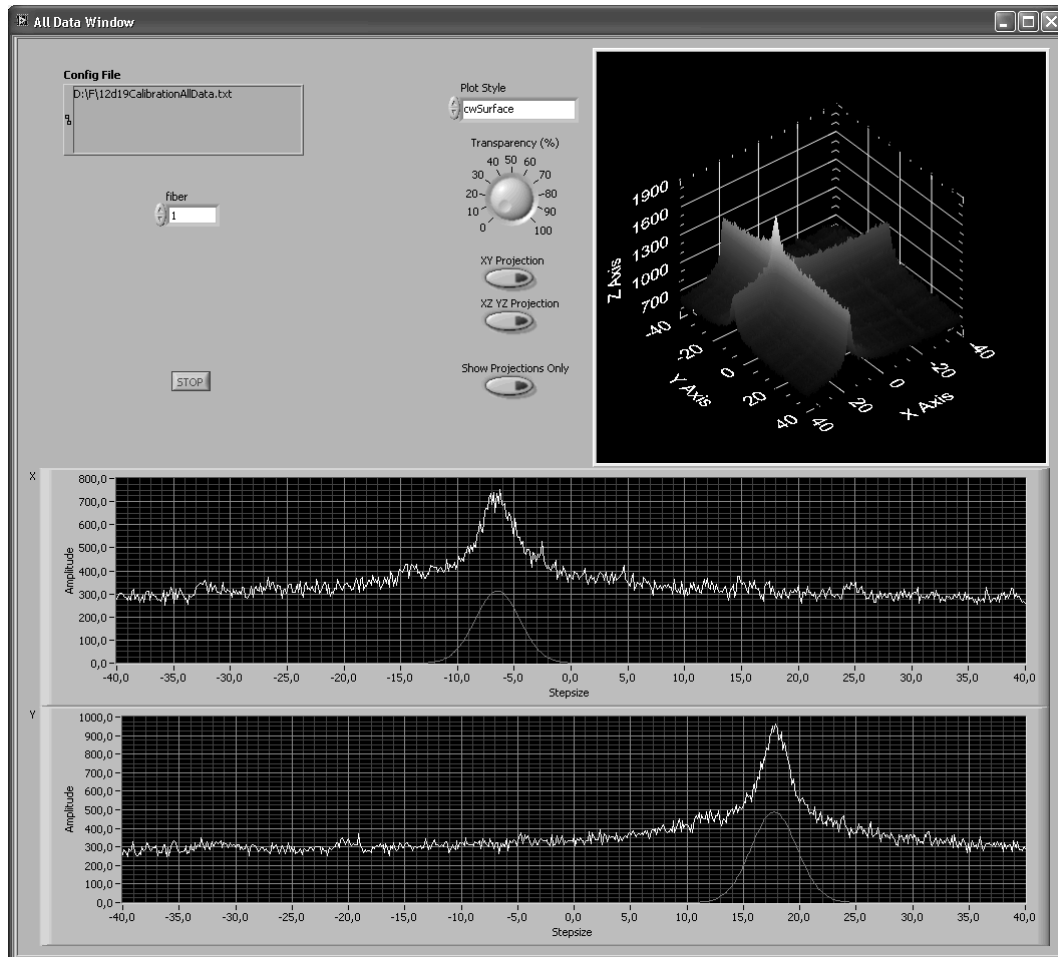 All Data Window
Config File
D:\F\12d19CalibrationAllData.txt
fiber
1
STOP
Plot Style
cwSurface
Transparency (%)
0 10 20 30 40 50 60 70 80 90 100
XY Projection
XZ YZ Projection
Show Projections Only
Z Axis
1900
1600
1300
1000
700
-40 -20 0 20 40
Y Axis
40 20 0 -20 -40
X Axis
X
Amplitude
800,0
700,0
600,0
500,0
400,0
300,0
200,0
100,0
0,0
-40,0 -35,0 -30,0 -25,0 -20,0 -15,0 -10,0 -5,0 0,0 5,0 10,0 15,0 20,0 25,0 30,0 35,0 40,0
Stepsize
Y
Amplitude
1000,0
900,0
800,0
700,0
600,0
500,0
400,0
300,0
200,0
100,0
0,0
-40,0 -35,0 -30,0 -25,0 -20,0 -15,0 -10,0 -5,0 0,0 5,0 10,0 15,0 20,0 25,0 30,0 35,0 40,0
Stepsize